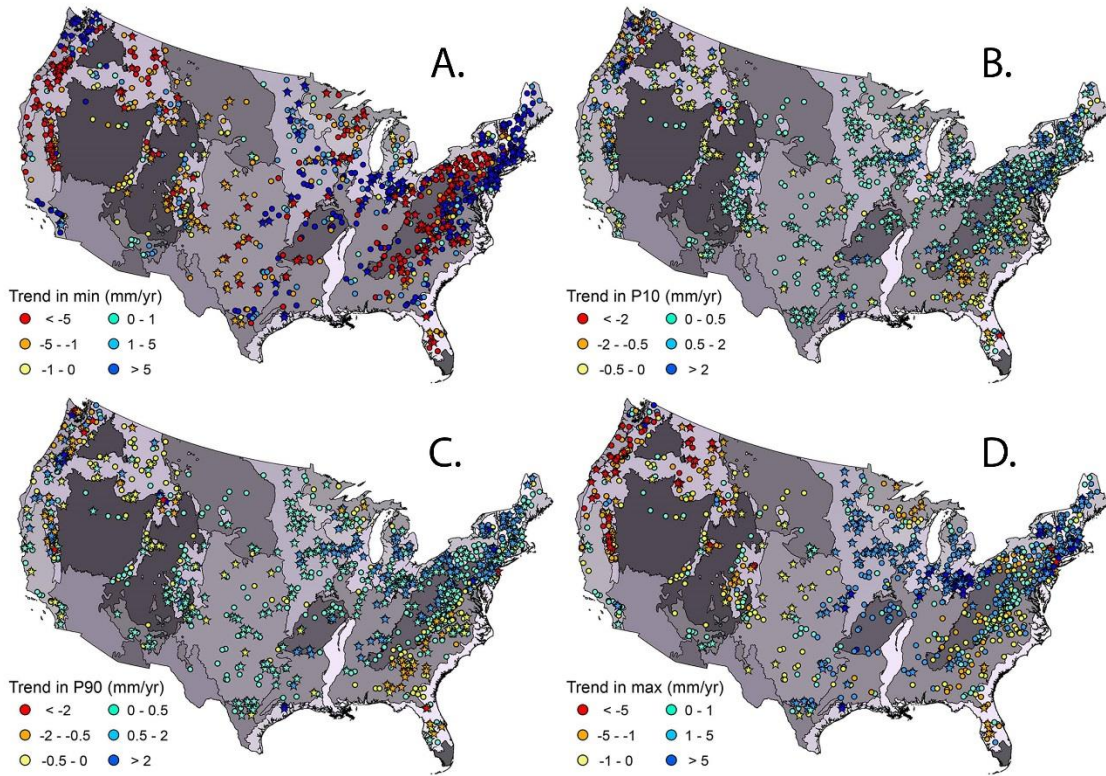 A.
Trend in min (mm/yr)
< -5 0 - 1
-5 - -1 1 - 5
-1 - 0 > 5
B.
Trend in P10 (mm/yr)
< -2 0 - 0.5
-2 - -0.5 0.5 - 2
-0.5 - 0 > 2
C.
Trend in P90 (mm/yr)
< -2 0 - 0.5
-2 - -0.5 0.5 - 2
-0.5 - 0 > 2
D.
Trend in max (mm/yr)
< -5 0 - 1
-5 - -1 1 - 5
-1 - 0 > 5